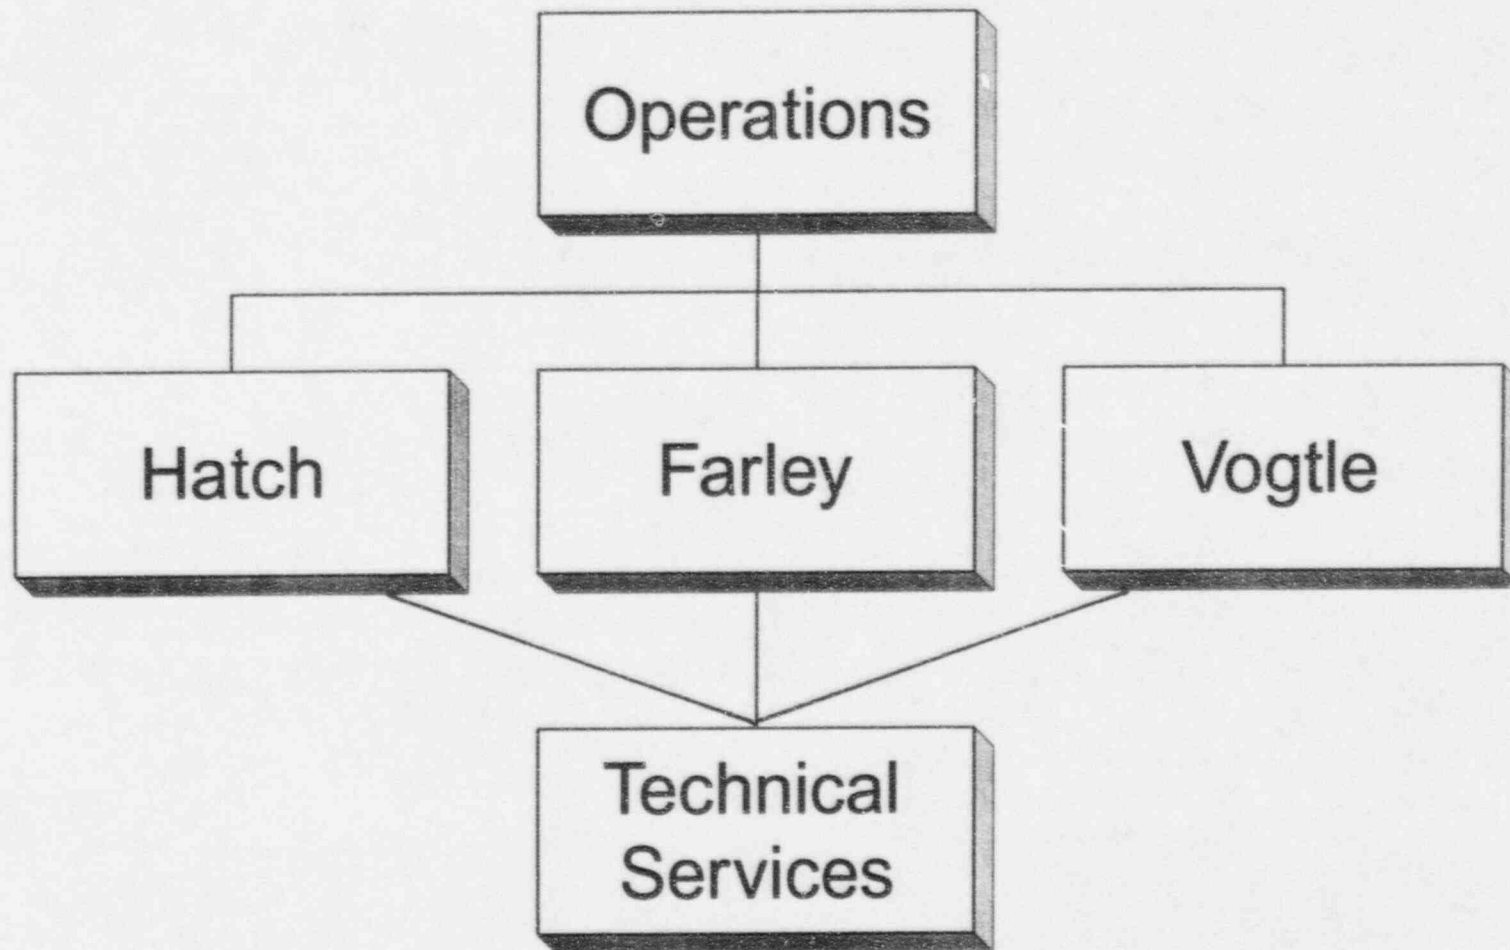 Operations
Hatch
Farley
Vogtle
Technical
Services